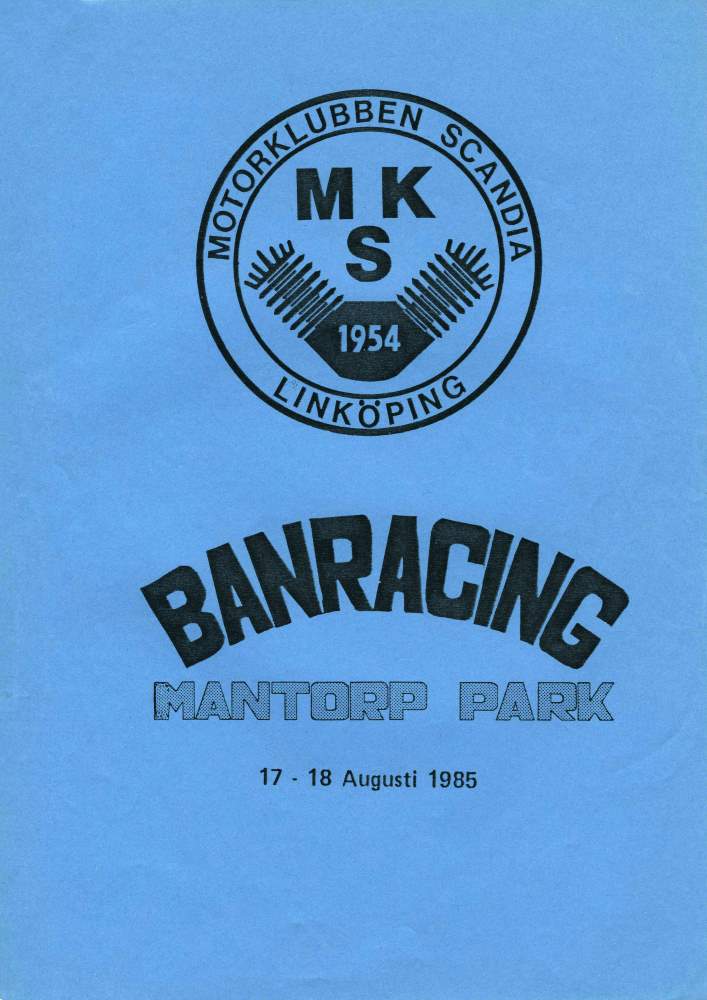 MOTORKLUBBEN SCANDIA
M K
S
1954
LINKÖPING
BANRACING
MANTORP PARK
17 - 18 Augusti 1985